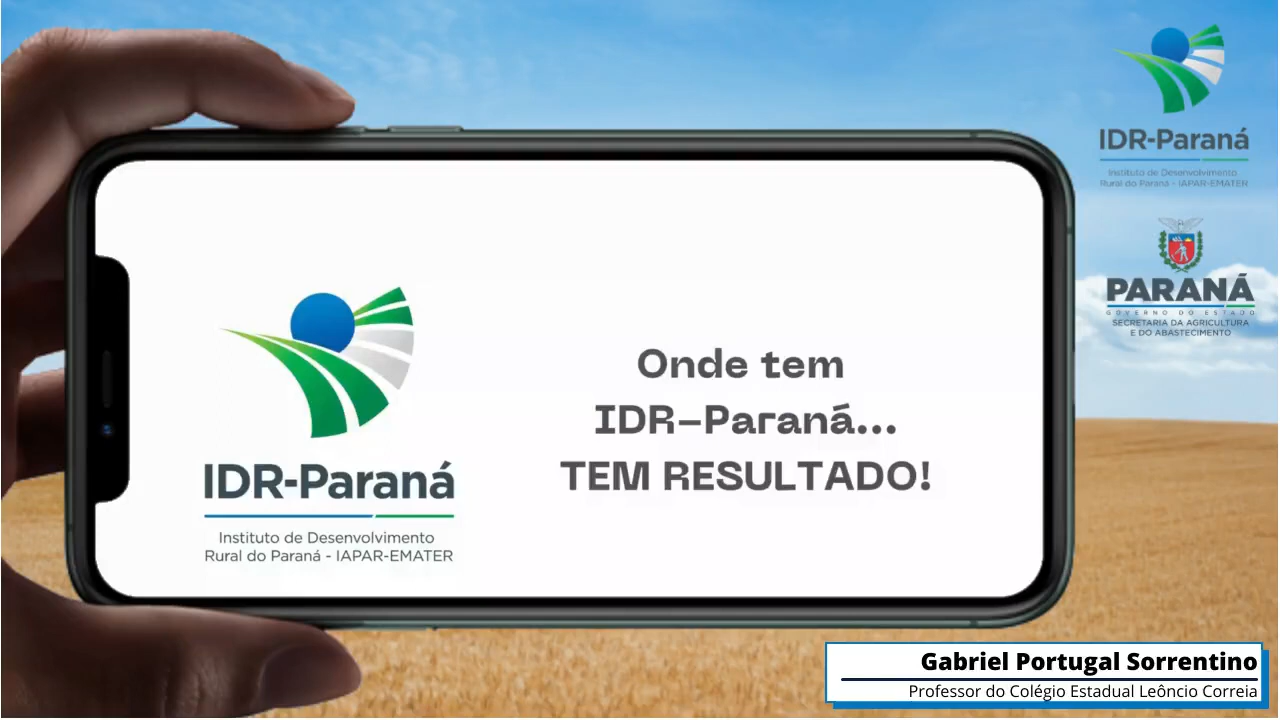 IDR-Paraná
Instituto de Desenvolvimento
Rural do Paraná - IAPAR-EMATER
Onde tem
IDR-Paraná...
TEM RESULTADO!
IDR-Paraná
Instituto de Desenvolvimento
Rural do Paraná - IAPAR-EMATER
PARANÁ
GOVERNO DO ESTADO
SECRETARIA DA AGRICULTURA
E DO ABASTECIMENTO
Gabriel Portugal Sorrentino
Professor do Colégio Estadual Leôncio Correia